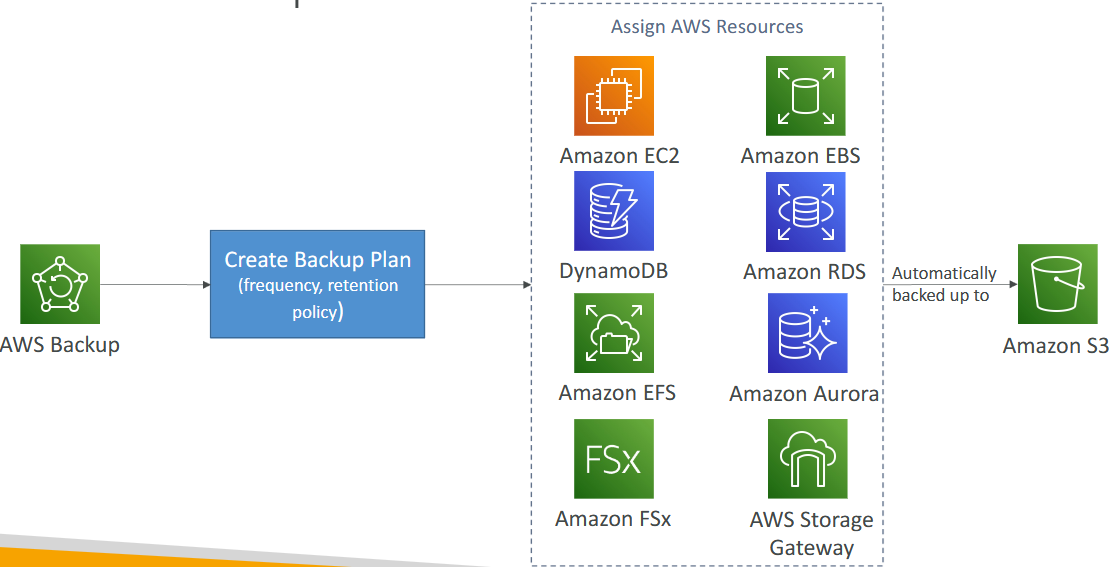 AWS Backup
Create Backup Plan
(frequency, retention
policy)
Assign AWS Resources
Amazon EC2
Amazon EBS
DynamoDB
Amazon RDS
Amazon EFS
Amazon Aurora
FSx
Amazon FSx
AWS Storage
Gateway
Automatically
backed up to
Amazon S3